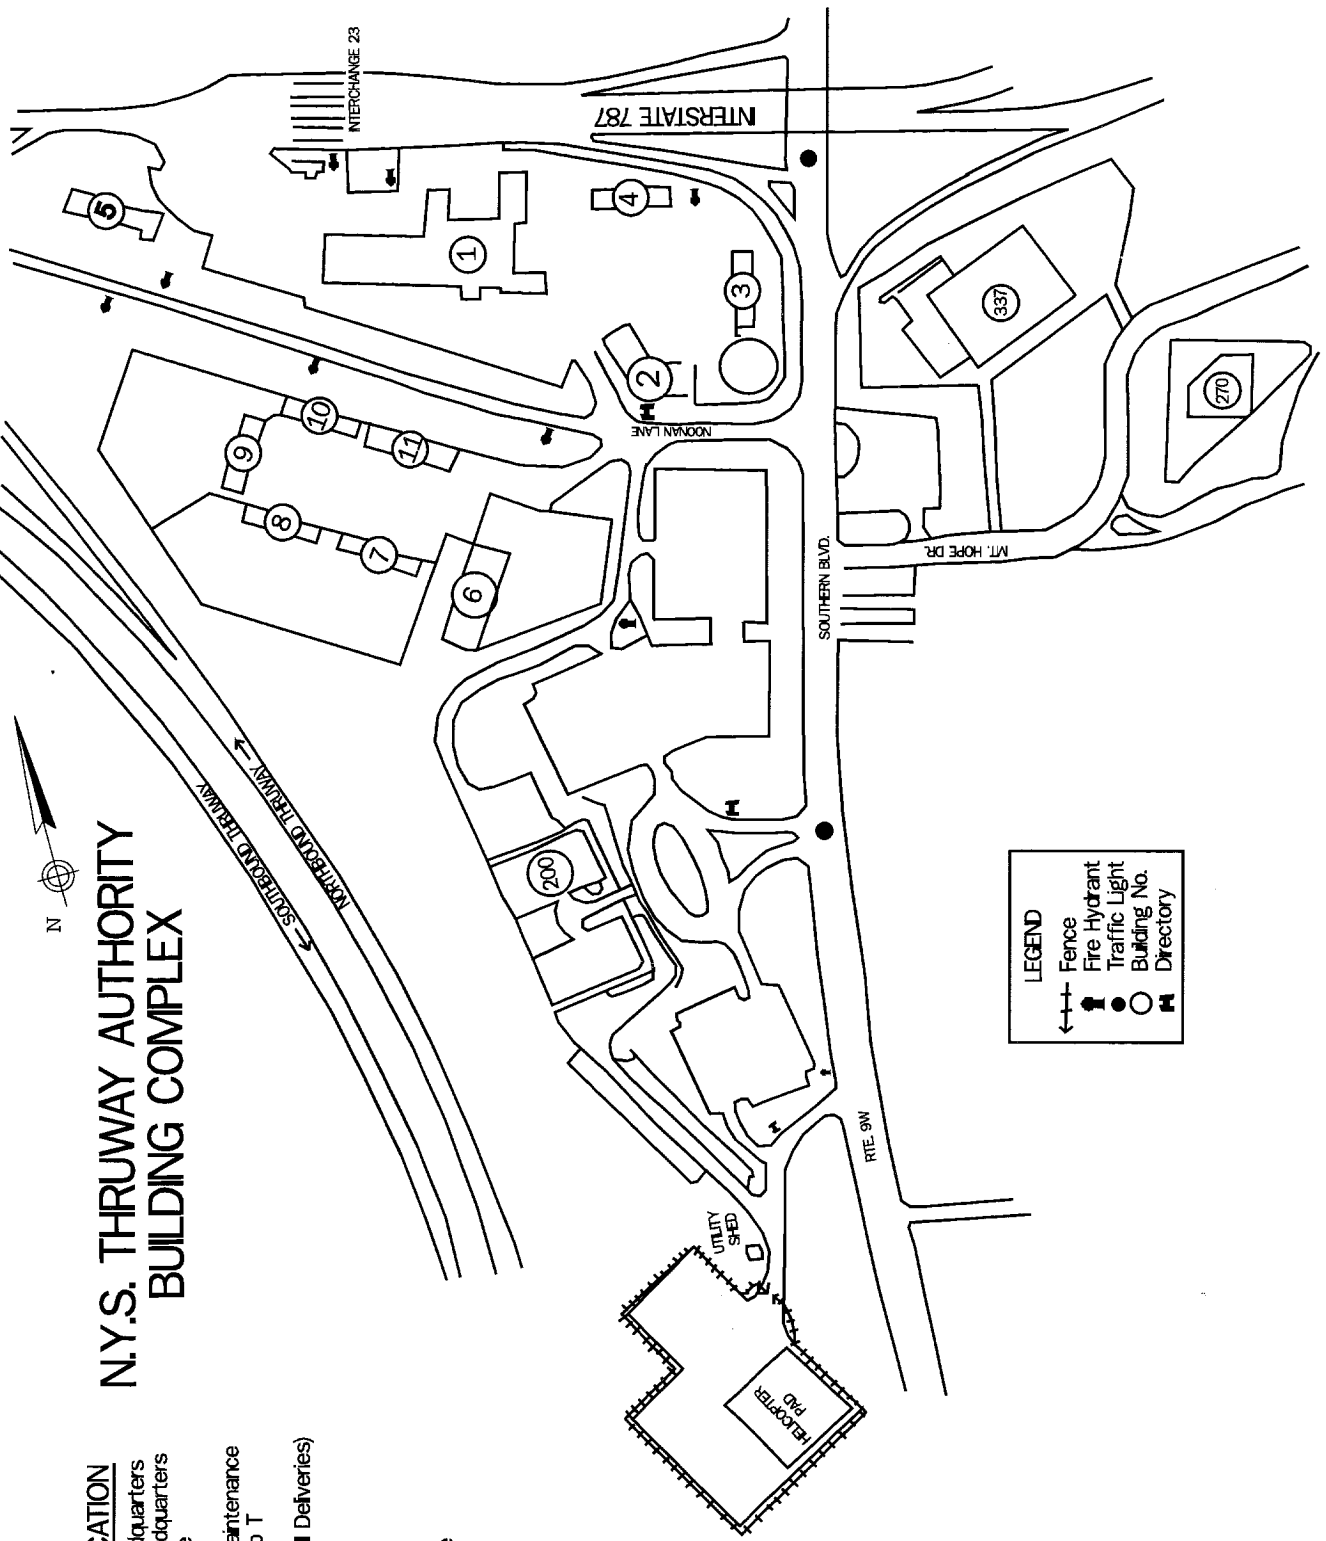 N.Y.S. THRUWAY AUTHORITY
BUILDING COMPLEX
N
CATION
dquarters
dquarters
e
aintenance
o T
l Deliveries)
e
SOUTHBOUND THRUWAY
NORTHBOUND THRUWAY
INTERCHANGE 23
INTERSTATE 787
5
1
4
3
2
10
11
9
8
7
6
200
337
270
NOONAN LANE
SOUTHERN BLVD.
MT. HOPE DR.
RTE. 9W
UTILITY
SHED
HELICOPTER
PAD
LEGEND
Fence
Fire Hydrant
Traffic Light
Building No.
Directory